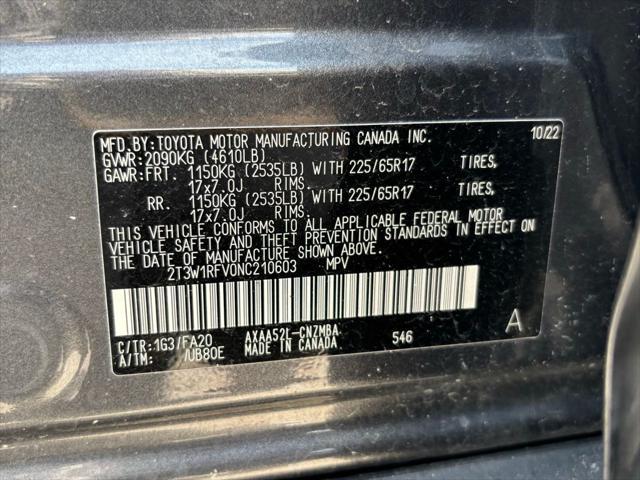 MFD.BY:TOYOTA MOTOR MANUFACTURING CANADA INC. 10/22
GVWR:2090KG (4610LB)
GAWR:FRT. 1150KG (2535LB) WITH 225/65R17 TIRES,
17x7.0J RIMS.
RR. 1150KG (2535LB) WITH 225/65R17 TIRES,
17x7.0J RIMS.
THIS VEHICLE CONFORMS TO ALL APPLICABLE FEDERAL MOTOR
VEHICLE SAFETY AND THEFT PREVENTION STANDARDS IN EFFECT ON
THE DATE OF MANUFACTURE SHOWN ABOVE.
2T3W1RFV0NC210603 MPV
C/TR:1G3/FA20 AXAA52L-CNZMBA 546 A
A/TM: /UB80E MADE IN CANADA